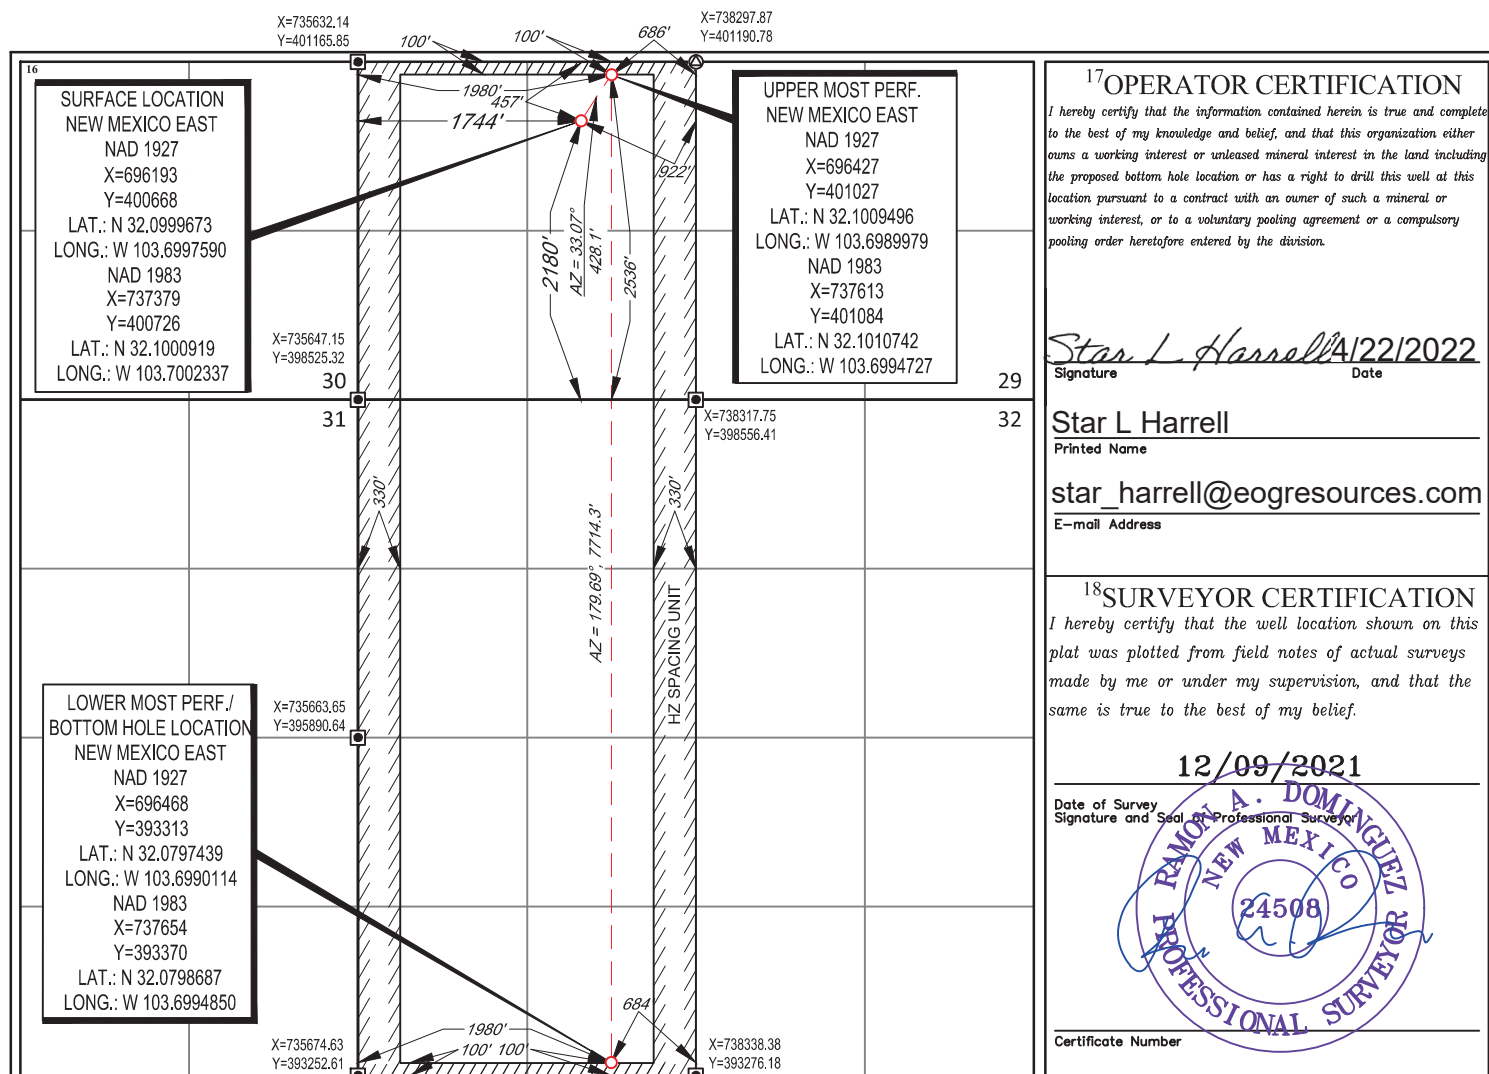 X=735632.14
Y=401165.85
X=738297.87
Y=401190.78
100'
100'
686'
16
1980'
457'
1744'
922'
SURFACE LOCATION
NEW MEXICO EAST
NAD 1927
X=696193
Y=400668
LAT.: N 32.0999673
LONG.: W 103.6997590
NAD 1983
X=737379
Y=400726
LAT.: N 32.1000919
LONG.: W 103.7002337
UPPER MOST PERF.
NEW MEXICO EAST
NAD 1927
X=696427
Y=401027
LAT.: N 32.1009496
LONG.: W 103.6989979
NAD 1983
X=737613
Y=401084
LAT.: N 32.1010742
LONG.: W 103.6994727
2180'
AZ = 33.07°
428.1'
2536'
X=735647.15
Y=398525.32
30
29
31
32
X=738317.75
Y=398556.41
330'
330'
AZ = 179.69°, 7714.3'
HZ SPACING UNIT
X=735663.65
Y=395890.64
LOWER MOST PERF./
BOTTOM HOLE LOCATION
NEW MEXICO EAST
NAD 1927
X=696468
Y=393313
LAT.: N 32.0797439
LONG.: W 103.6990114
NAD 1983
X=737654
Y=393370
LAT.: N 32.0798687
LONG.: W 103.6994850
684'
1980'
100' 100'
X=735674.63
Y=393252.61
X=738338.38
Y=393276.18
17OPERATOR CERTIFICATION
I hereby certify that the information contained herein is true and complete
to the best of my knowledge and belief, and that this organization either
owns a working interest or unleased mineral interest in the land including
the proposed bottom hole location or has a right to drill this well at this
location pursuant to a contract with an owner of such a mineral or
working interest, or to a voluntary pooling agreement or a compulsory
pooling order heretofore entered by the division.
Star L Harrell 4/22/2022
Signature Date
Star L Harrell
Printed Name
star_harrell@eogresources.com
E-mail Address
18SURVEYOR CERTIFICATION
I hereby certify that the well location shown on this
plat was plotted from field notes of actual surveys
made by me or under my supervision, and that the
same is true to the best of my belief.
12/09/2021
Date of Survey
Signature and Seal of Professional Surveyor
RAMON A. DOMINGUEZ
NEW MEXICO
24508
PROFESSIONAL SURVEYOR
Certificate Number